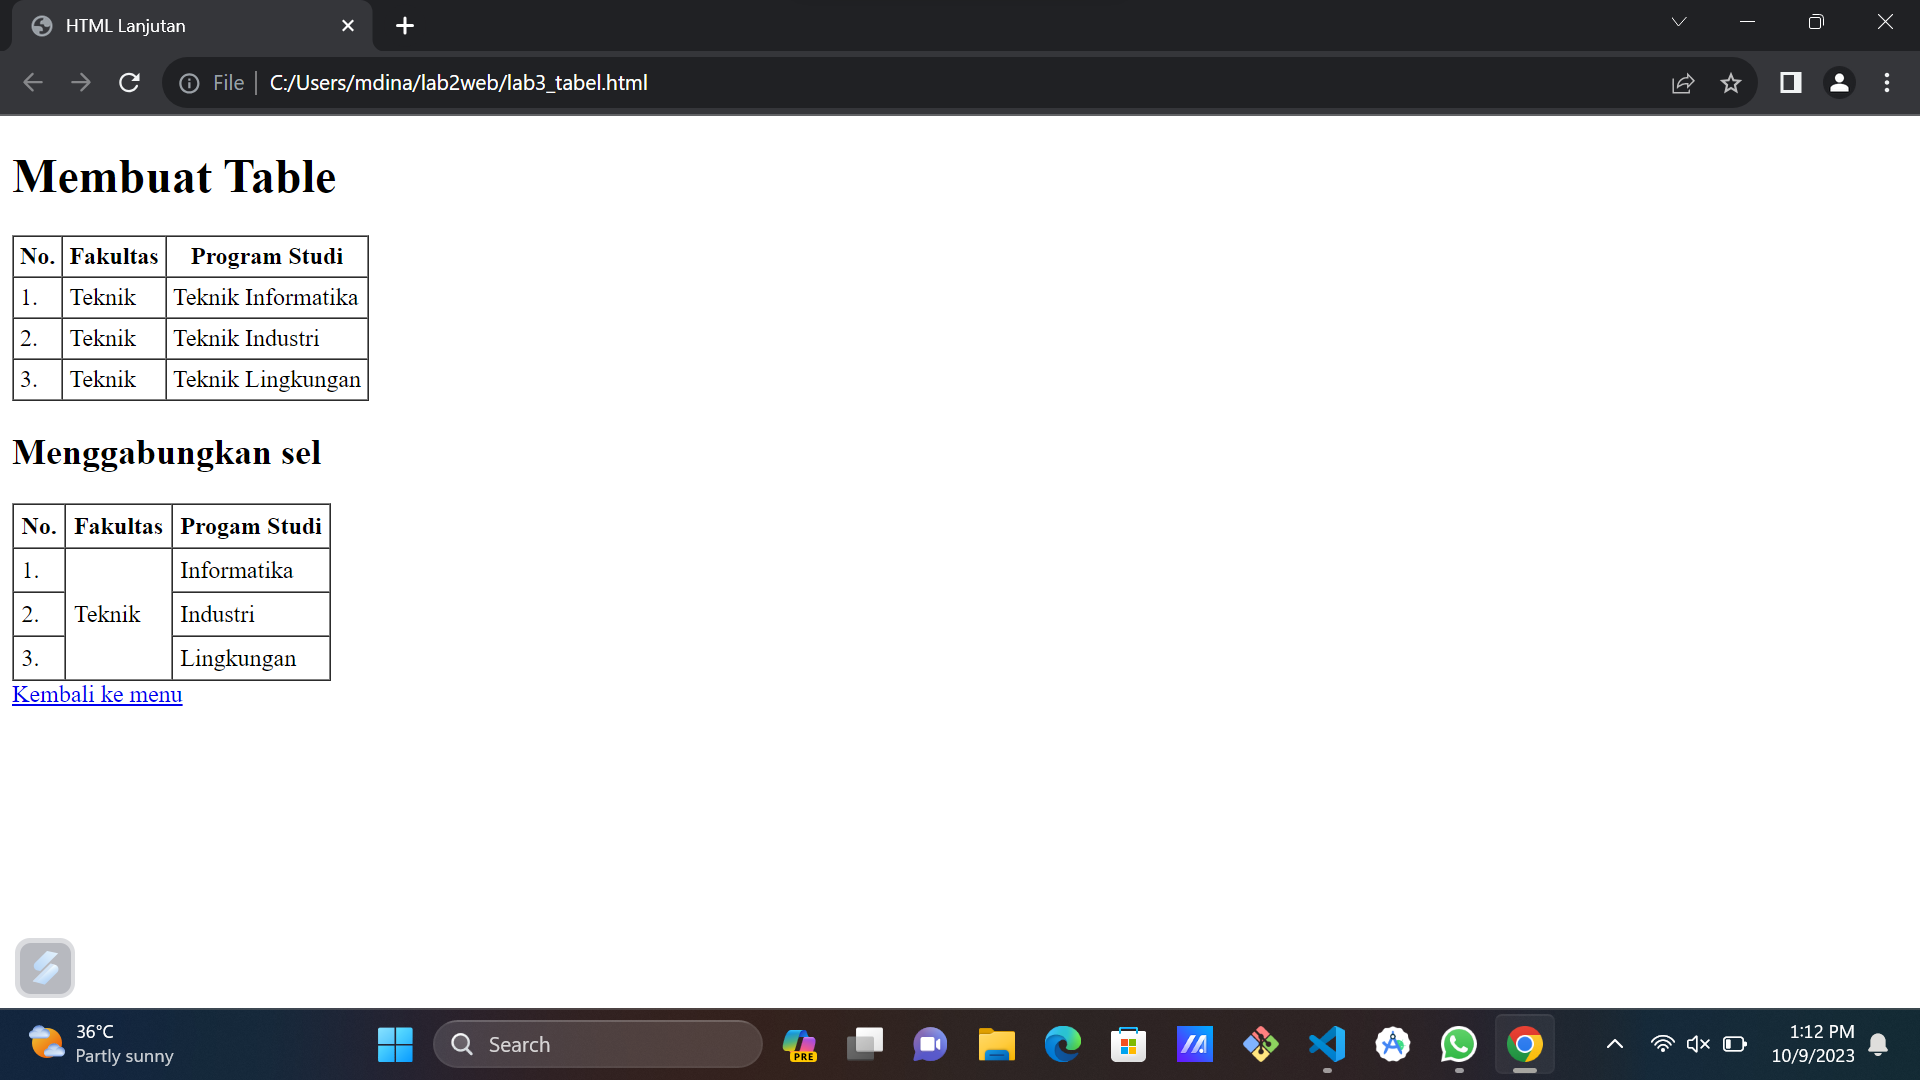 HTML Lanjutan
File C:/Users/mdina/lab2web/lab3_tabel.html
Membuat Table
No. Fakultas Program Studi
1. Teknik Teknik Informatika
2. Teknik Teknik Industri
3. Teknik Teknik Lingkungan
Menggabungkan sel
No. Fakultas Progam Studi
1. Informatika
2. Teknik Industri
3. Lingkungan
Kembali ke menu
36°C
Partly sunny
Search
PRE
1:12 PM
10/9/2023